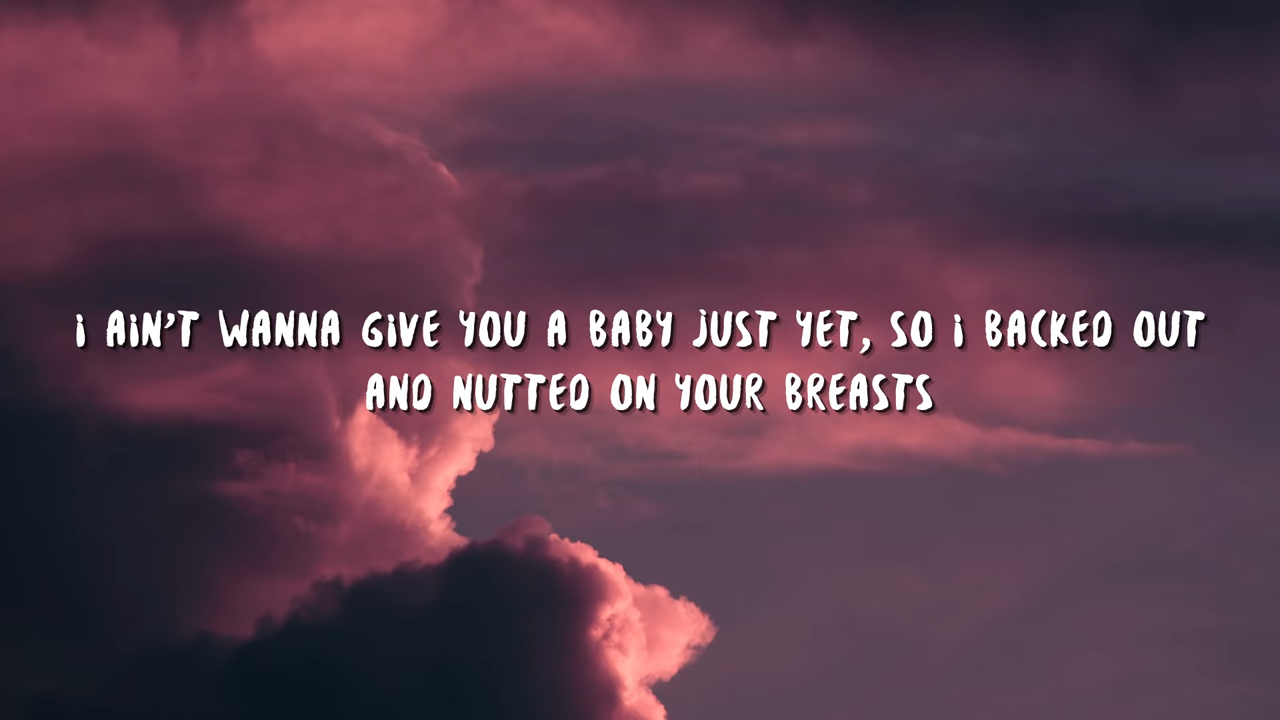 i AiN'T WANNA GiVE YOU A BABY JUST YET, SO i BACKED OUT
AND NUTTED ON YOUR BREASTS